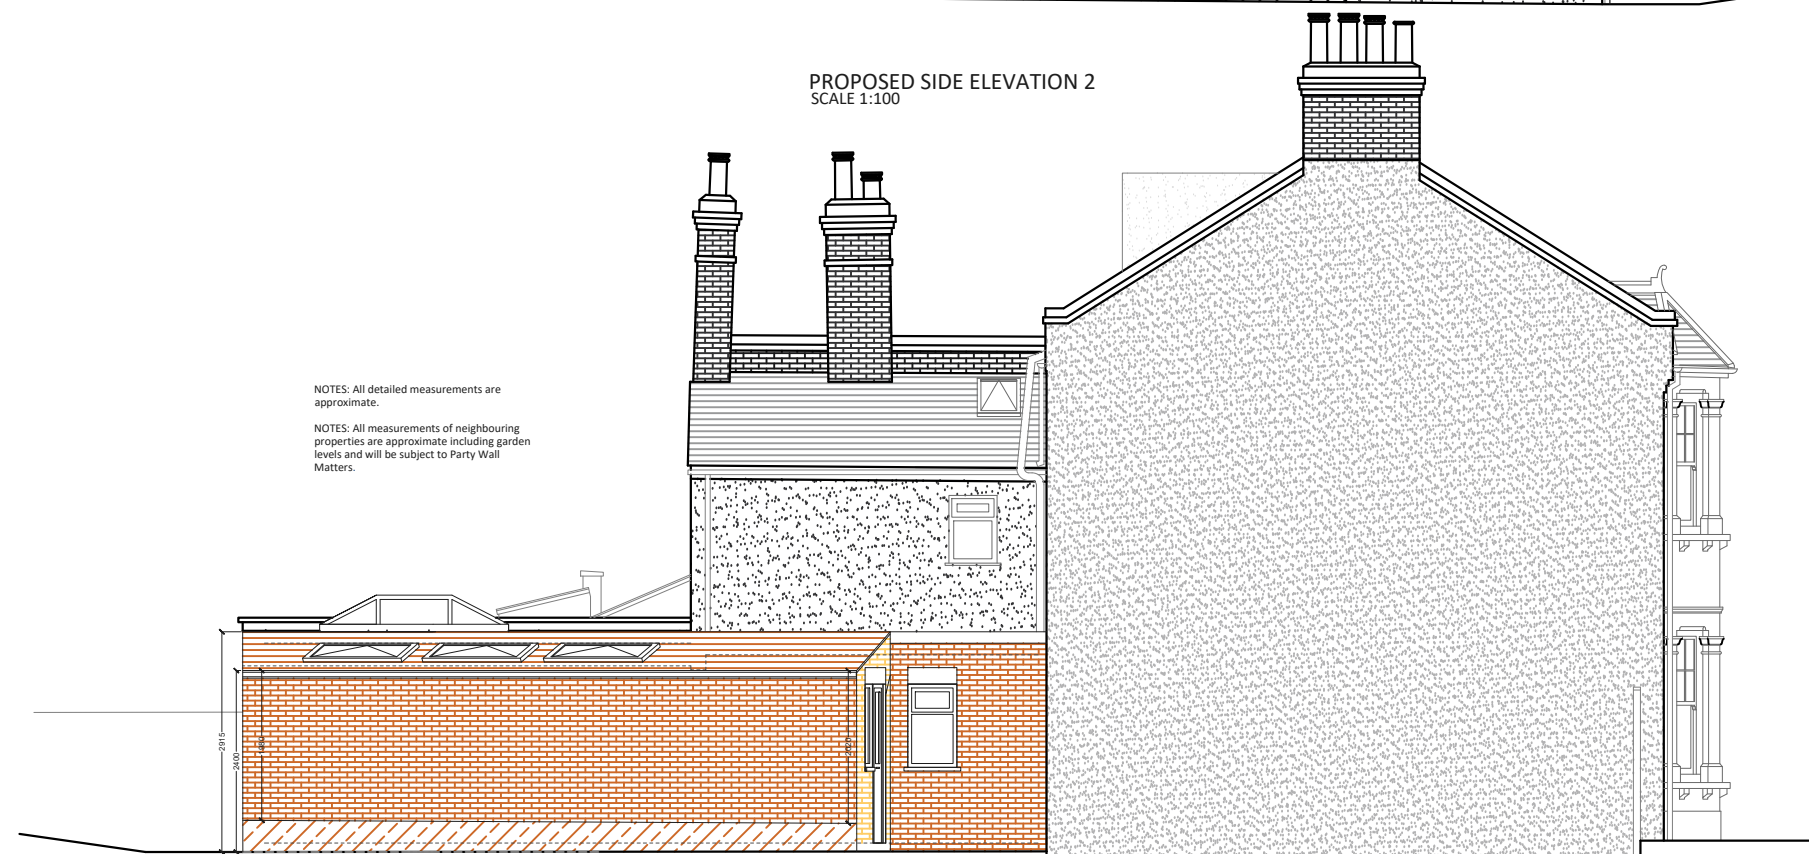 PROPOSED SIDE ELEVATION 2
SCALE 1:100
NOTES: All detailed measurements are
approximate.
NOTES: All measurements of neighbouring
properties are approximate including garden
levels and will be subject to Party Wall
Matters.
2915
2400